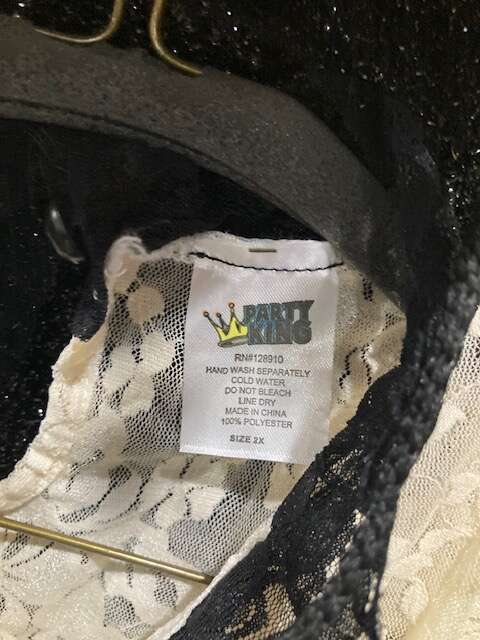 PARTY
KING
RN#128910
HAND WASH SEPARATELY
COLD WATER
DO NOT BLEACH
LINE DRY
MADE IN CHINA
100% POLYESTER
SIZE 2X